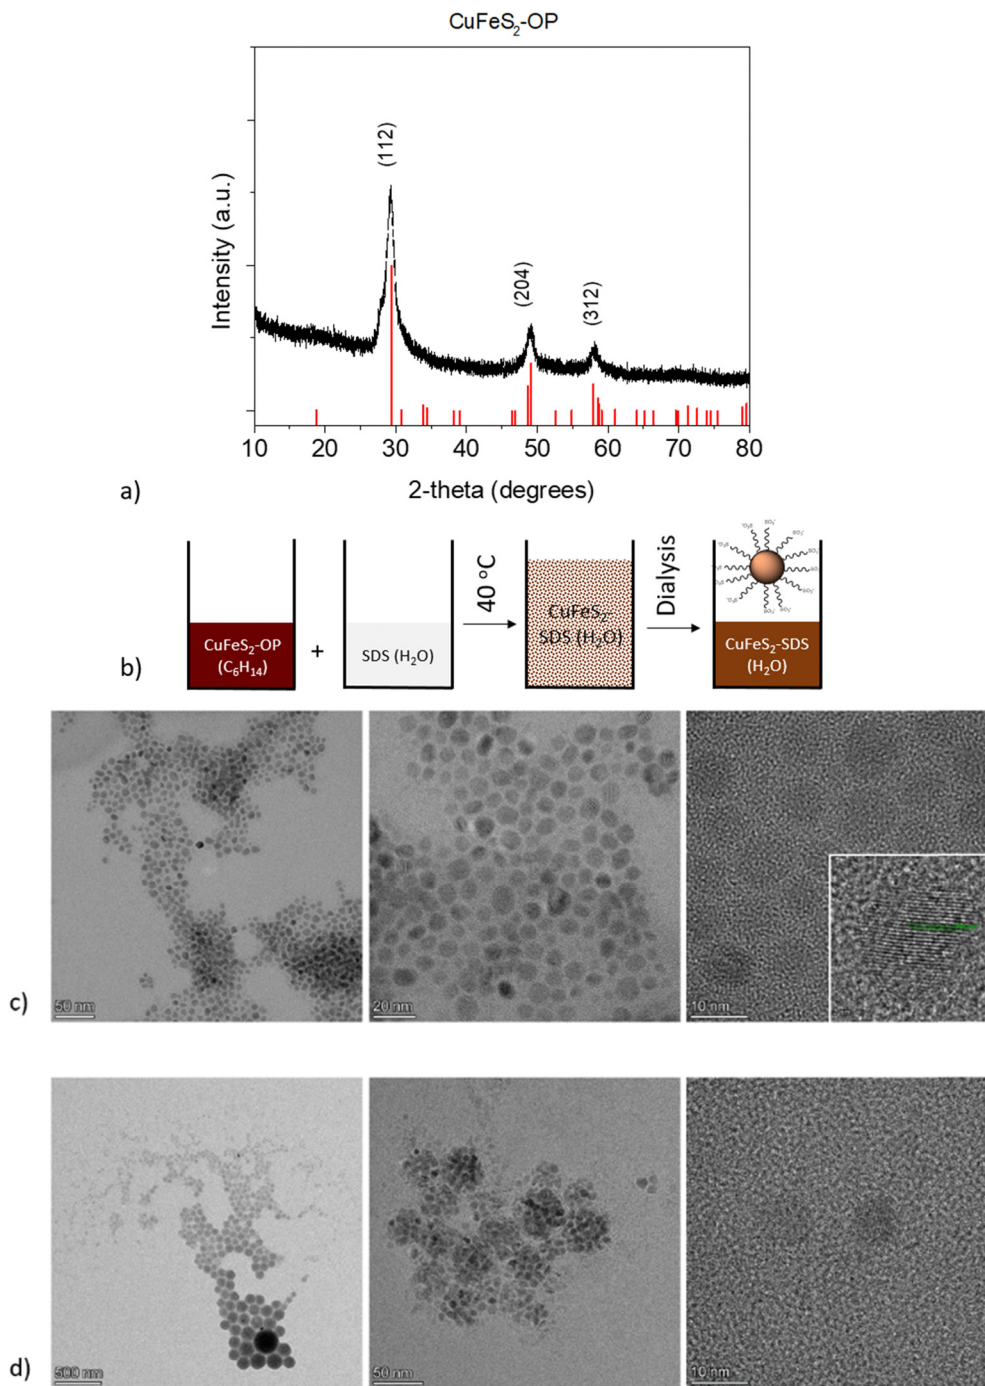 CuFeS₂-OP
(112)
(204)
(312)
Intensity (a.u.)
10 20 30 40 50 60 70 80
2-theta (degrees)
a)
40 °C
Dialysis
CuFeS₂-OP
(C₆H₁₄)
+
SDS (H₂O)
CuFeS₂-
SDS (H₂O)
CuFeS₂-SDS
(H₂O)
b)
50 nm
20 nm
10 nm
c)
500 nm
50 nm
10 nm
d)